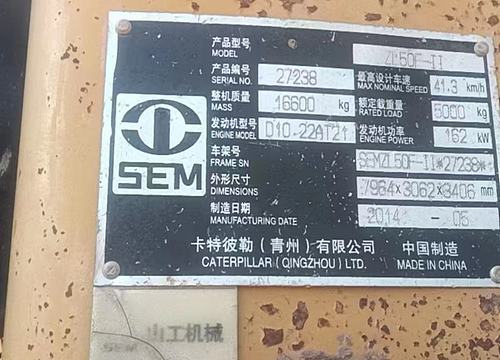 产品型号 ZL50F-II
MODEL
产品编号 27238 最高设计车速 41.3 km/h
SERIAL NO. MAX NOMINAL SPEED
整机质量 16600 kg 额定载重量 5000 kg
MASS RATED LOAD
发动机型号 D10.22AT21 发动机功率 162 kW
ENGINE MODEL ENGINE POWER
车架号 SEMZL50F-II*27238*
FRAME SN
外形尺寸 7964x3062x3406 mm
DIMENSIONS
制造日期 2014 - 05
MANUFACTURING DATE
SEM
卡特彼勒（青州）有限公司 中国制造
CATERPILLAR (QINGZHOU) LTD. MADE IN CHINA
山工机械
SEM